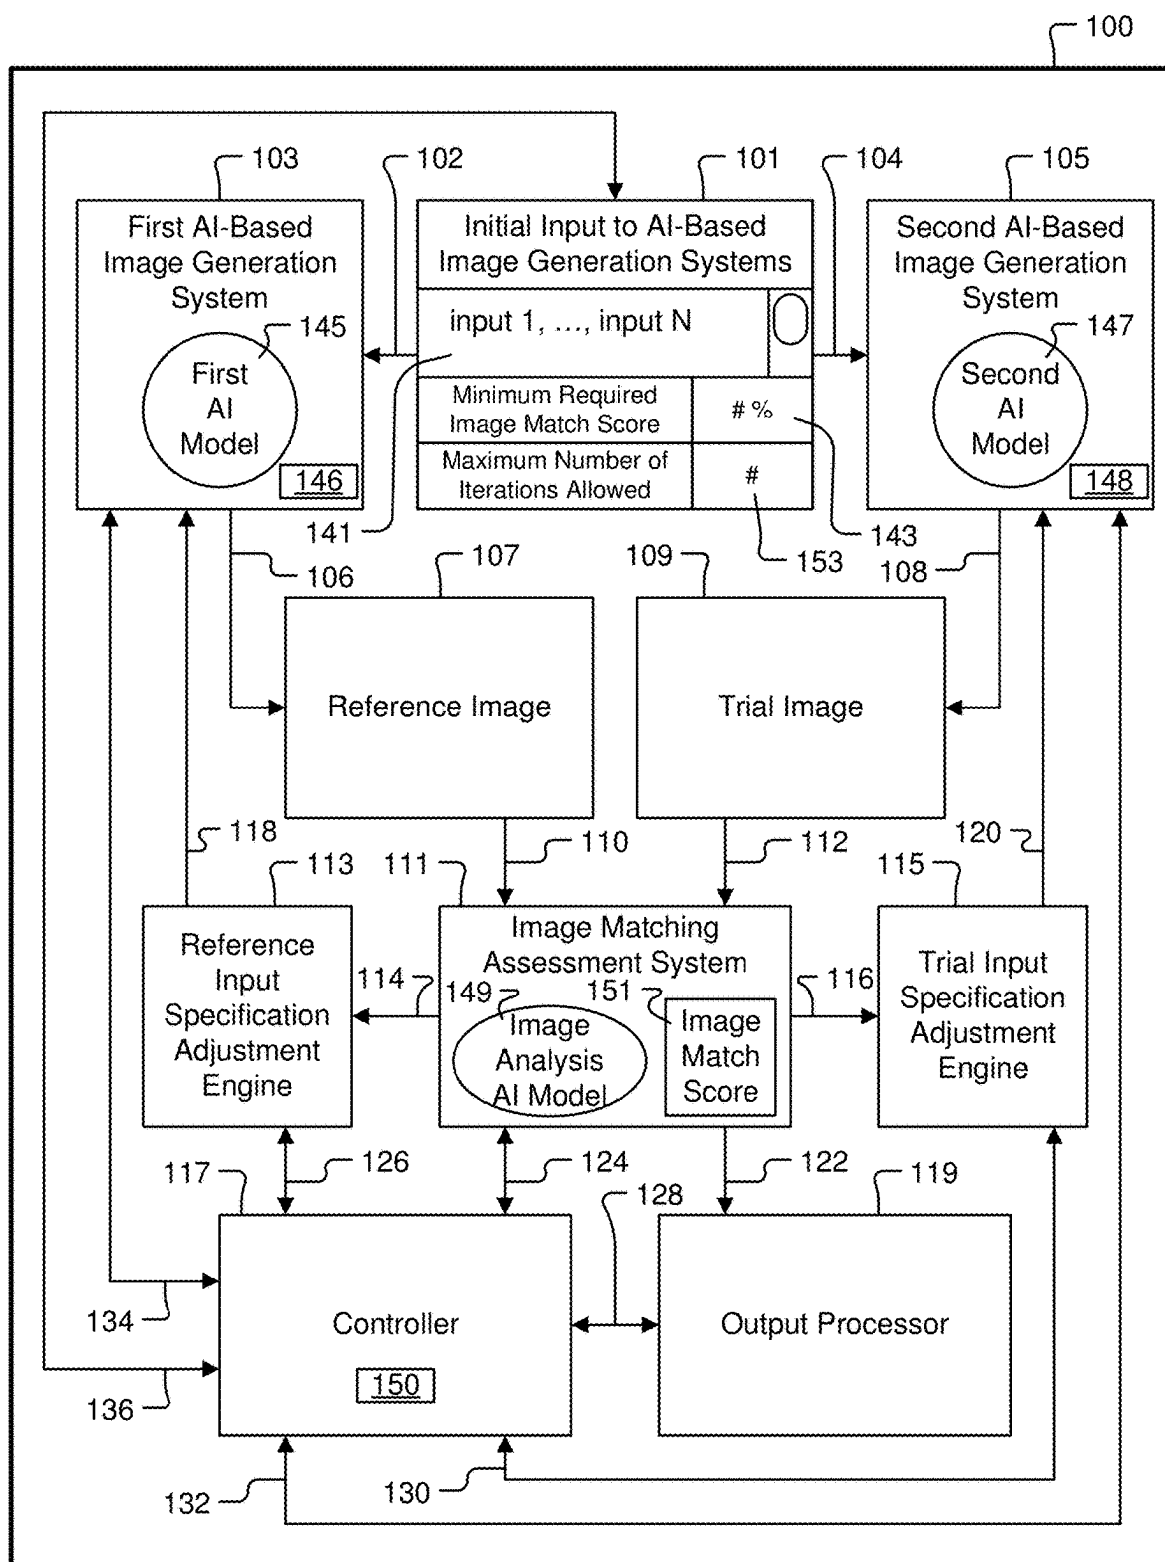 100
103
102
101
104
105
First AI-Based
Image Generation
System
Initial Input to AI-Based
Image Generation Systems
Second AI-Based
Image Generation
System
145
input 1, ..., input N
147
First
AI
Model
Minimum Required
Image Match Score
# %
Second
AI
Model
146
Maximum Number of
Iterations Allowed
#
148
141
143
106
107
109
153
108
Reference Image
Trial Image
118
110
112
120
113
111
115
Reference
Input
Specification
Adjustment
Engine
114
Image Matching
Assessment System
149
151
Image
Analysis
AI Model
Image
Match
Score
116
Trial Input
Specification
Adjustment
Engine
117
126
124
128
122
119
134
Controller
Output Processor
136
150
132
130